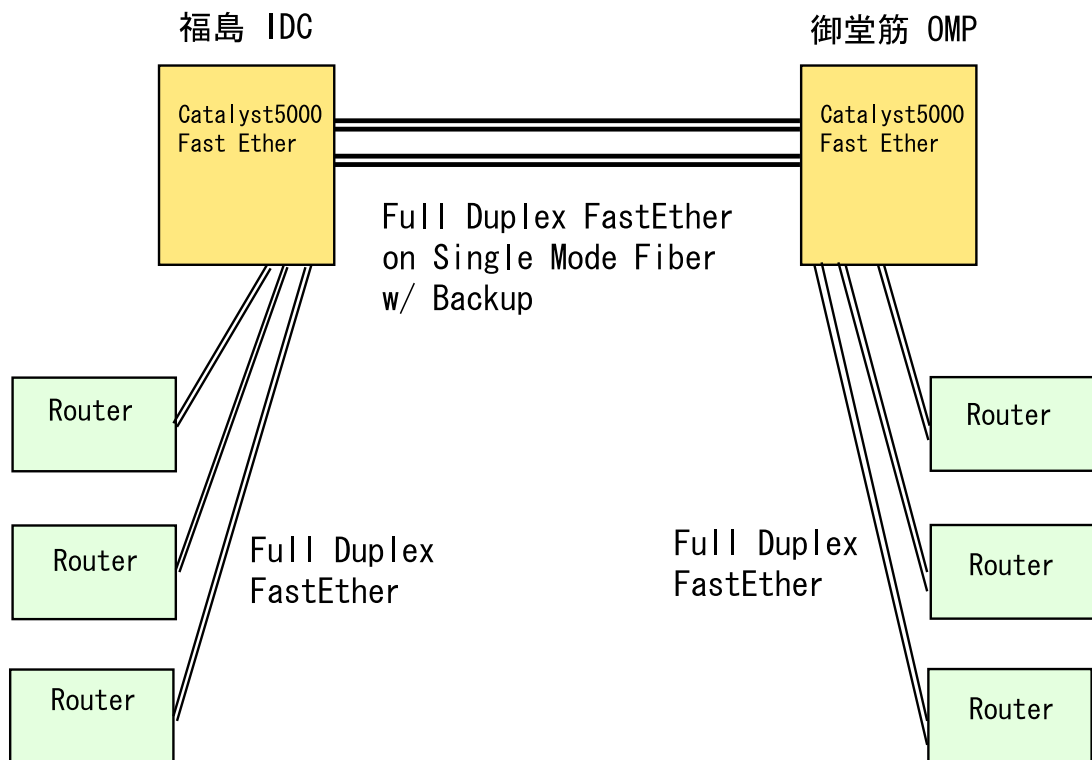 福島 IDC
御堂筋 OMP
Catalyst5000
Fast Ether
Catalyst5000
Fast Ether
Full Duplex FastEther
on Single Mode Fiber
w/ Backup
Router
Router
Router
Full Duplex
FastEther
Full Duplex
FastEther
Router
Router
Router